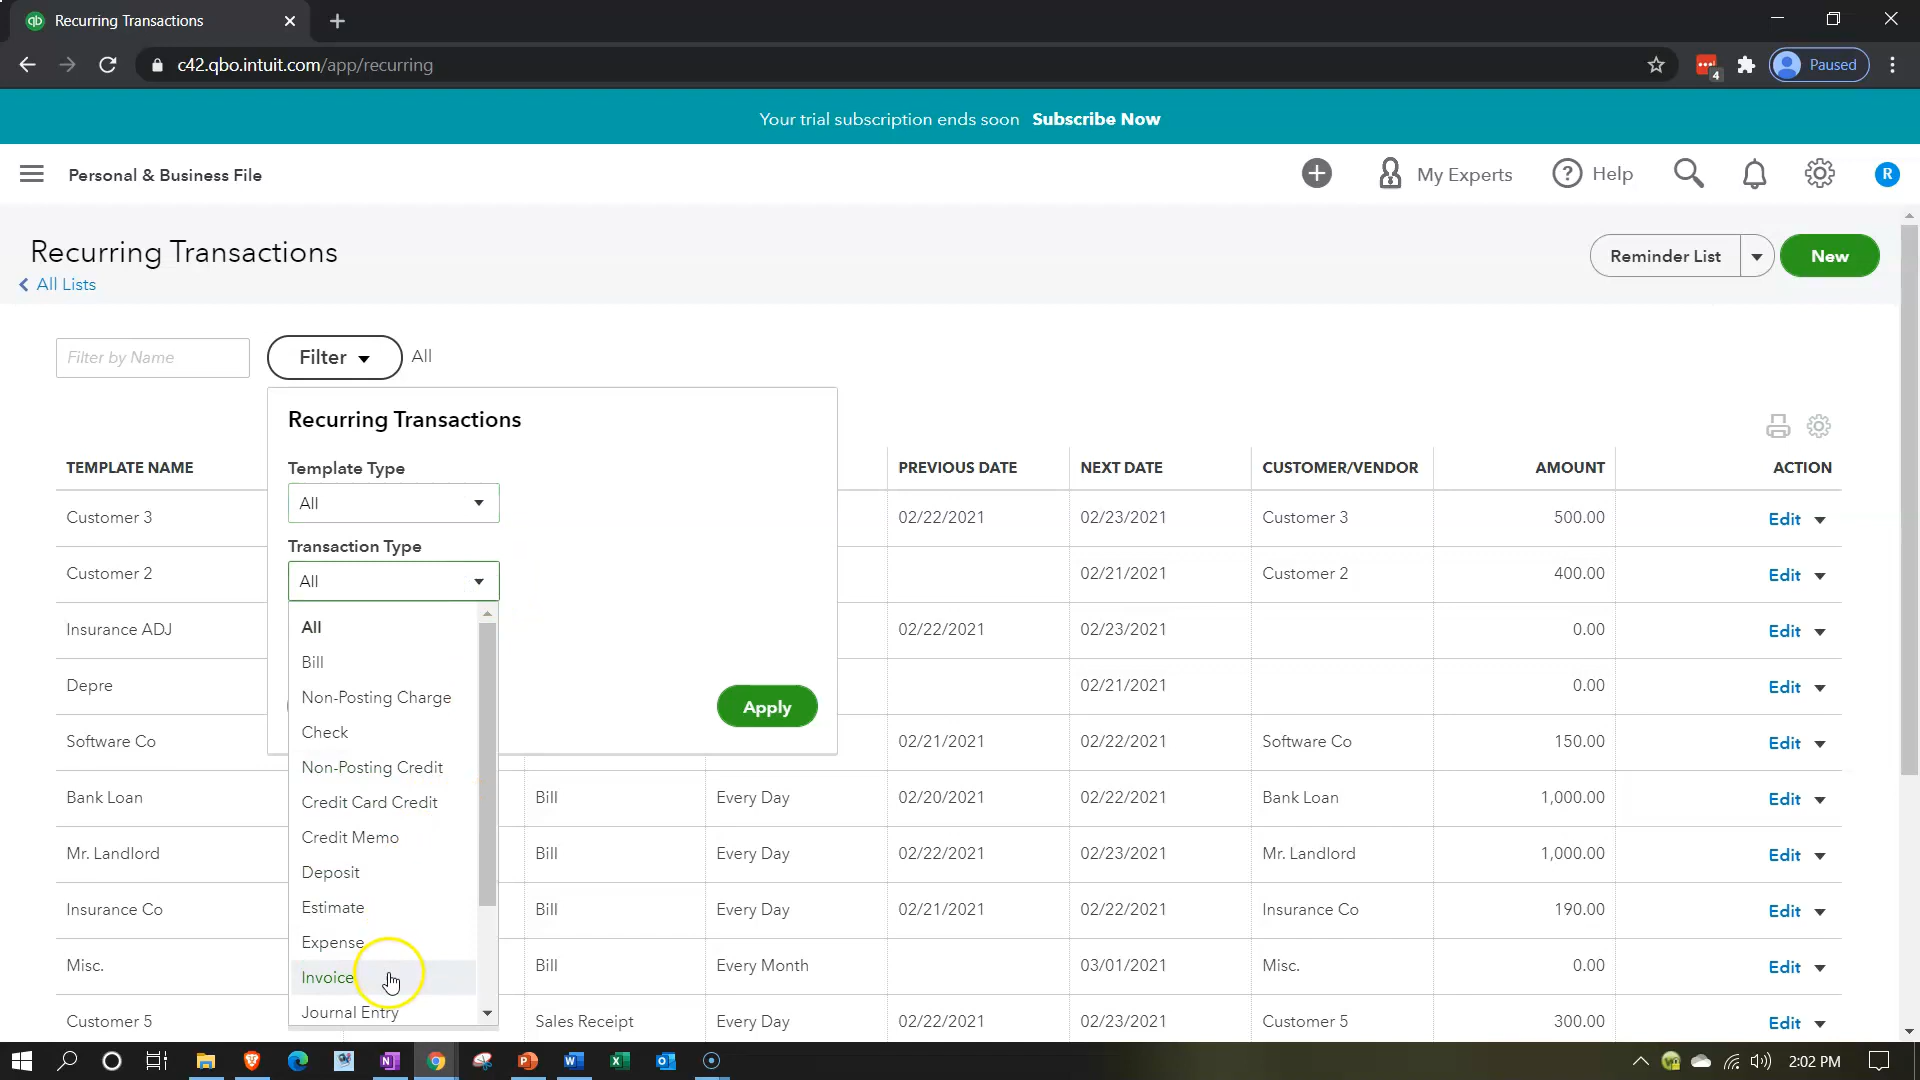 Recurring Transactions
c42.qbo.intuit.com/app/recurring
4
Paused
Your trial subscription ends soon Subscribe Now
Personal & Business File
My Experts
Help
R
Recurring Transactions
All Lists
Reminder List
New
Filter by Name
Filter
All
Recurring Transactions
Template Type
All
Transaction Type
All
All
Bill
Non-Posting Charge
Check
Non-Posting Credit
Credit Card Credit
Credit Memo
Deposit
Estimate
Expense
Invoice
Journal Entry
Apply
TEMPLATE NAME PREVIOUS DATE NEXT DATE CUSTOMER/VENDOR AMOUNT ACTION
Customer 3 02/22/2021 02/23/2021 Customer 3 500.00 Edit
Customer 2 02/21/2021 Customer 2 400.00 Edit
Insurance ADJ 02/22/2021 02/23/2021 0.00 Edit
Depre 02/21/2021 0.00 Edit
Software Co 02/21/2021 02/22/2021 Software Co 150.00 Edit
Bank Loan Bill Every Day 02/20/2021 02/22/2021 Bank Loan 1,000.00 Edit
Mr. Landlord Bill Every Day 02/22/2021 02/23/2021 Mr. Landlord 1,000.00 Edit
Insurance Co Bill Every Day 02/21/2021 02/22/2021 Insurance Co 190.00 Edit
Misc. Bill Every Month 03/01/2021 Misc. 0.00 Edit
Customer 5 Sales Receipt Every Day 02/22/2021 02/23/2021 Customer 5 300.00 Edit
2:02 PM